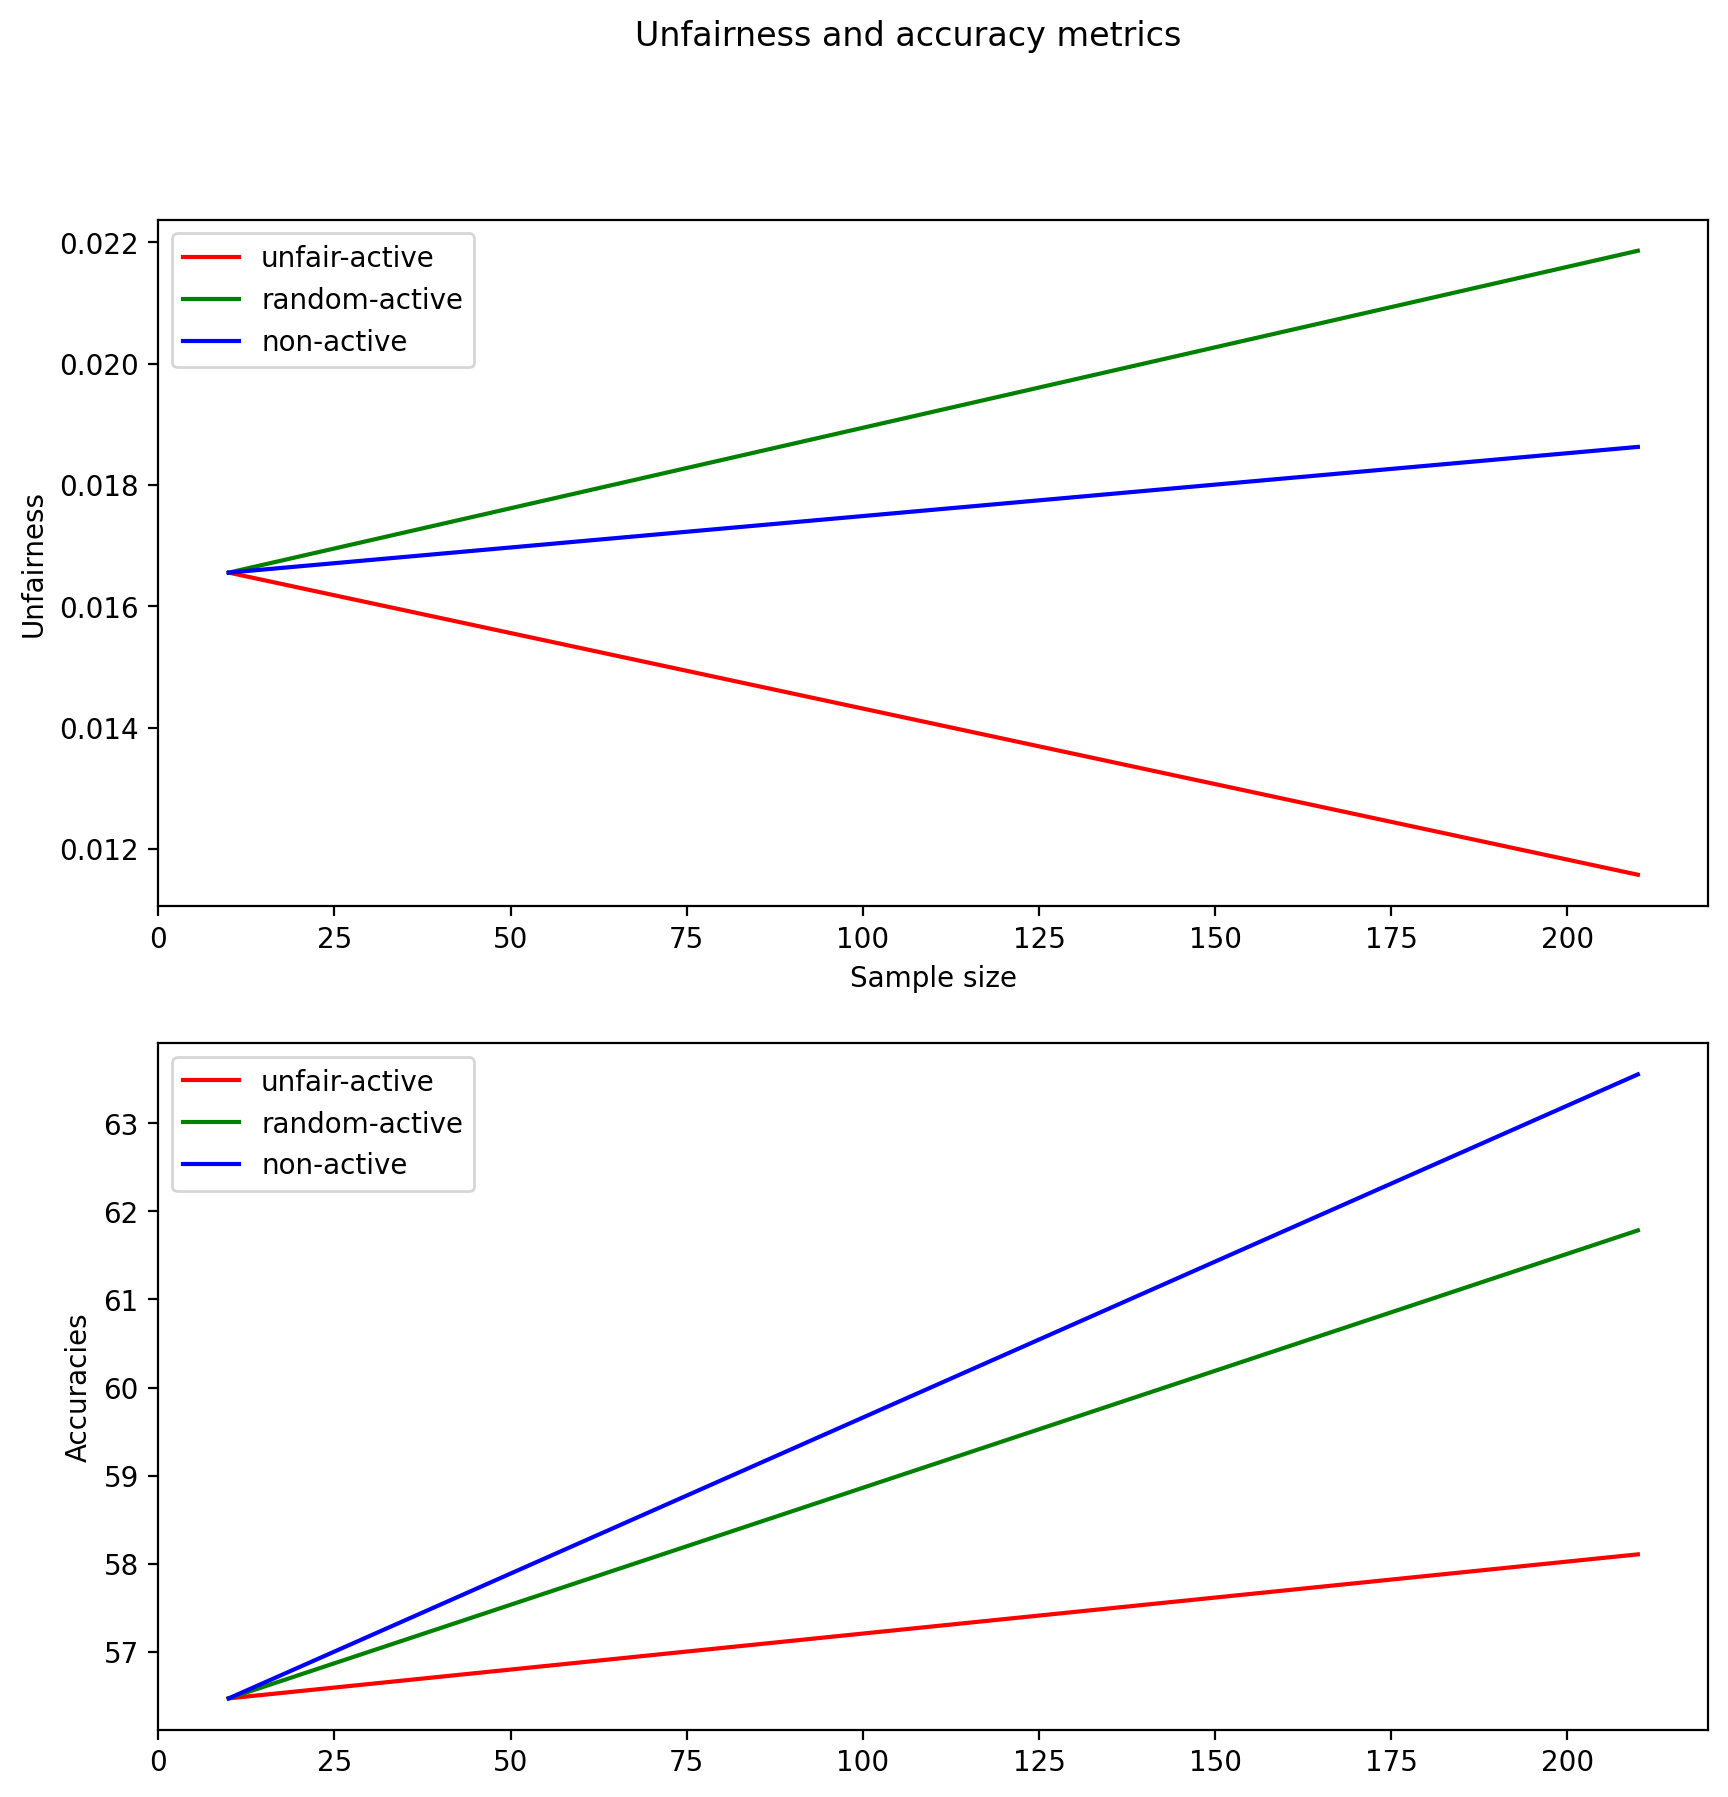 Unfairness and accuracy metrics
0.022
0.020
0.018
0.016
0.014
0.012
Unfairness
unfair-active
random-active
non-active
0 25 50 75 100 125 150 175 200
Sample size
63
62
61
60
59
58
57
Accuracies
unfair-active
random-active
non-active
0 25 50 75 100 125 150 175 200